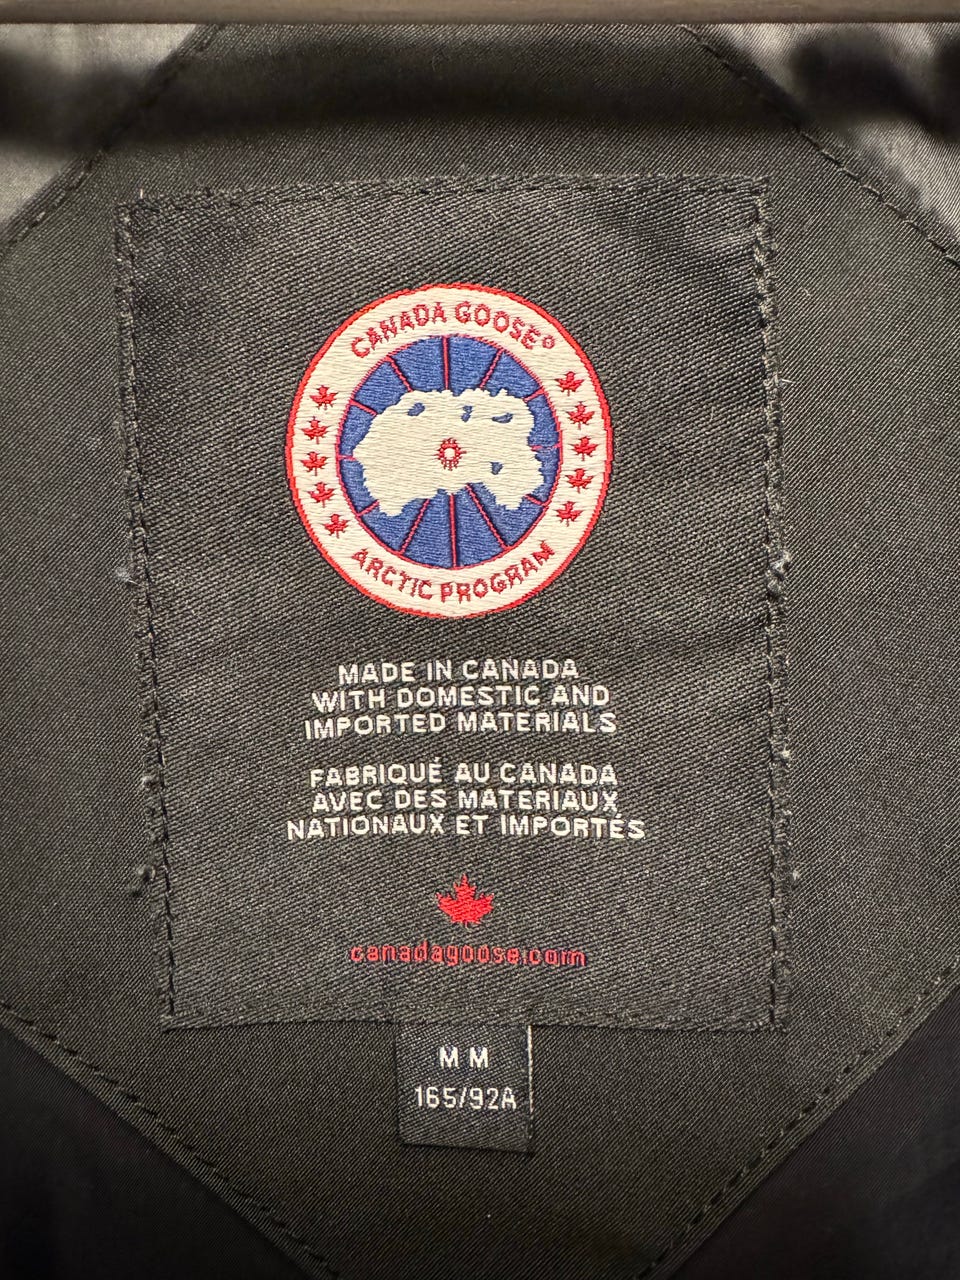 CANADA GOOSE®
ARCTIC PROGRAM
MADE IN CANADA
WITH DOMESTIC AND
IMPORTED MATERIALS
FABRIQUÉ AU CANADA
AVEC DES MATERIAUX
NATIONAUX ET IMPORTÉS
canadagoose.com
M M
165/92A